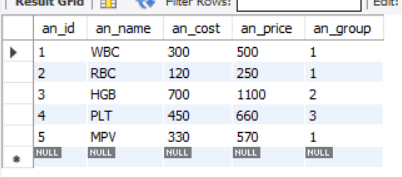 Result Grid Filter Rows: Edit:
an_id an_name an_cost an_price an_group
1 WBC 300 500 1
2 RBC 120 250 1
3 HGB 700 1100 2
4 PLT 450 660 3
5 MPV 330 570 1
NULL NULL NULL NULL NULL